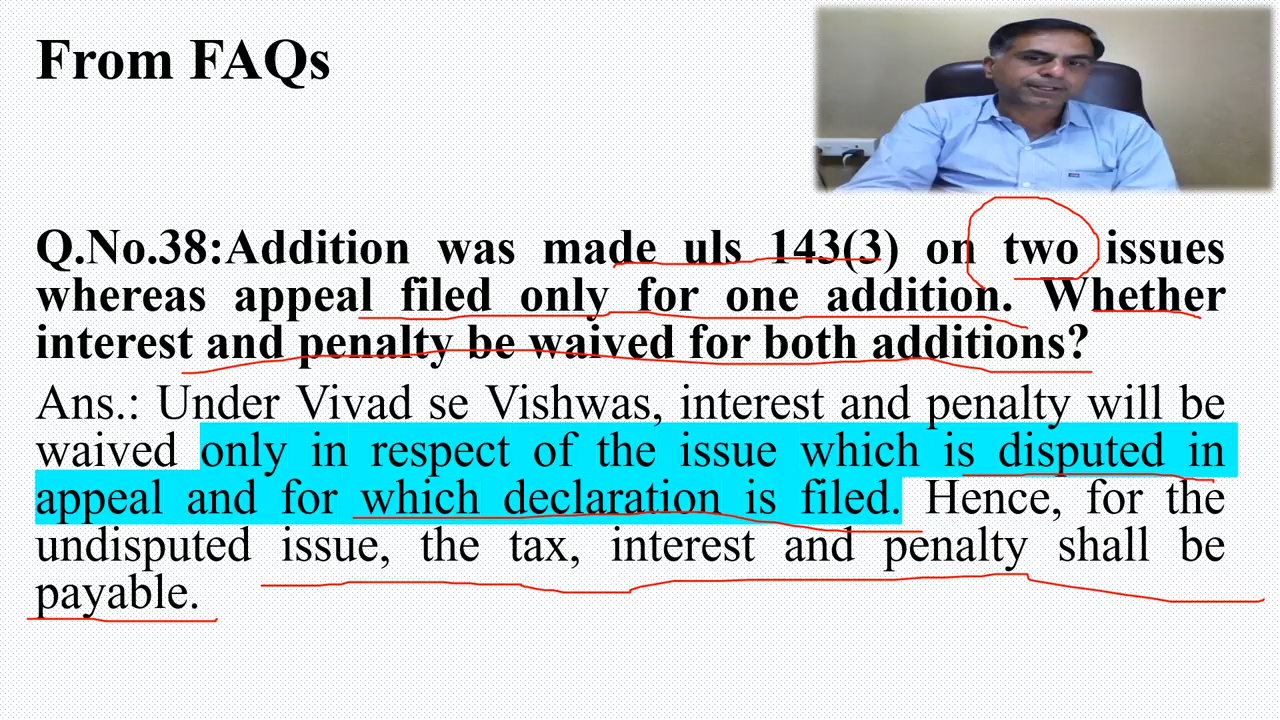 From FAQs
Q.No.38:Addition was made uls 143(3) on two issues
whereas appeal filed only for one addition. Whether
interest and penalty be waived for both additions?
Ans.: Under Vivad se Vishwas, interest and penalty will be
waived only in respect of the issue which is disputed in
appeal and for which declaration is filed. Hence, for the
undisputed issue, the tax, interest and penalty shall be
payable.